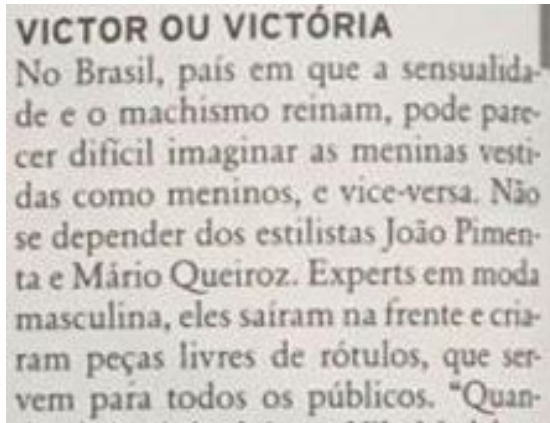 VICTOR OU VICTÓRIA
No Brasil, país em que a sensualida-
de e o machismo reinam, pode pare-
cer difícil imaginar as meninas vesti-
das como meninos, e vice-versa. Não
se depender dos estilistas João Pimen-
ta e Mário Queiroz. Experts em moda
masculina, eles saíram na frente e cria-
ram peças livres de rótulos, que ser-
vem para todos os públicos. “Quan-